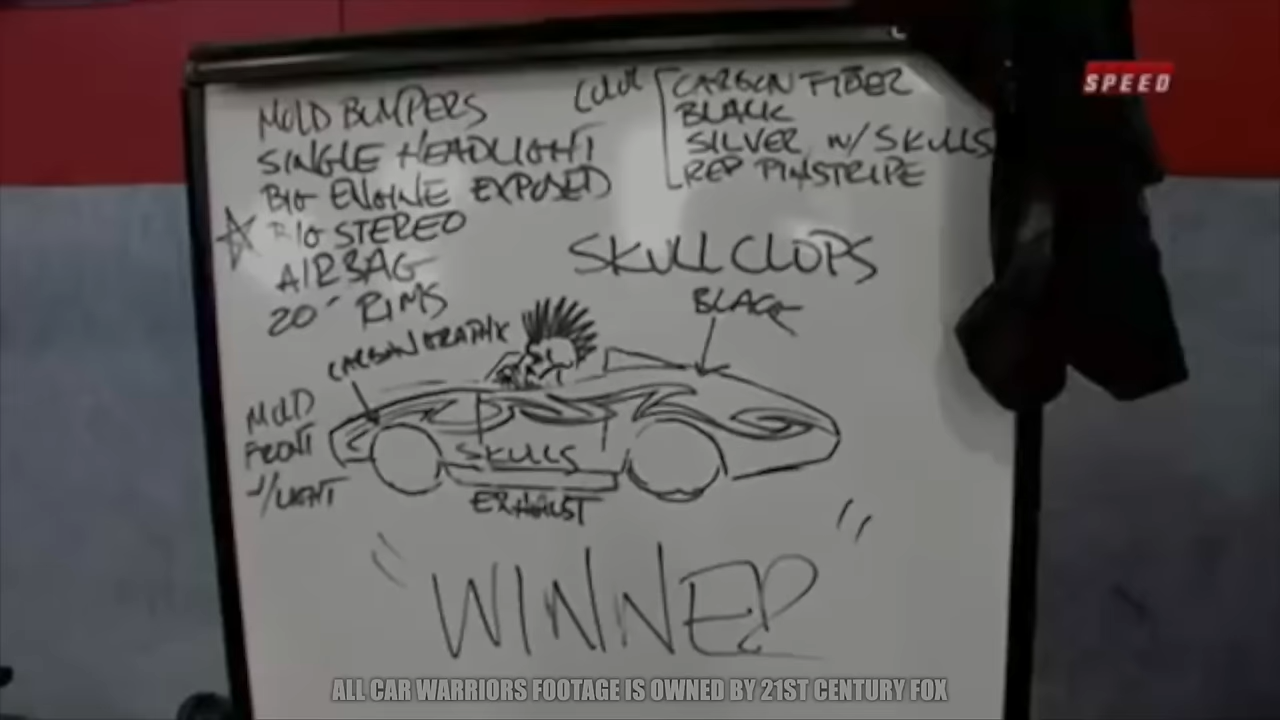 MOLD BUMPERS
SINGLE HEADLIGHT
BIG ENGINE EXPOSED
BIG STEREO
AIRBAG
20" RIMS
COLOR
CARBON FIBER
BLACK
SILVER W/ SKULLS
RED PINSTRIPE
SPEED
SKULLCLOPS
BLACK
CARBON GRAPHX
MOLD
FRONT
W/LIGHT
SKULLS
EXHAUST
"WINNER"
ALL CAR WARRIORS FOOTAGE IS OWNED BY 21ST CENTURY FOX